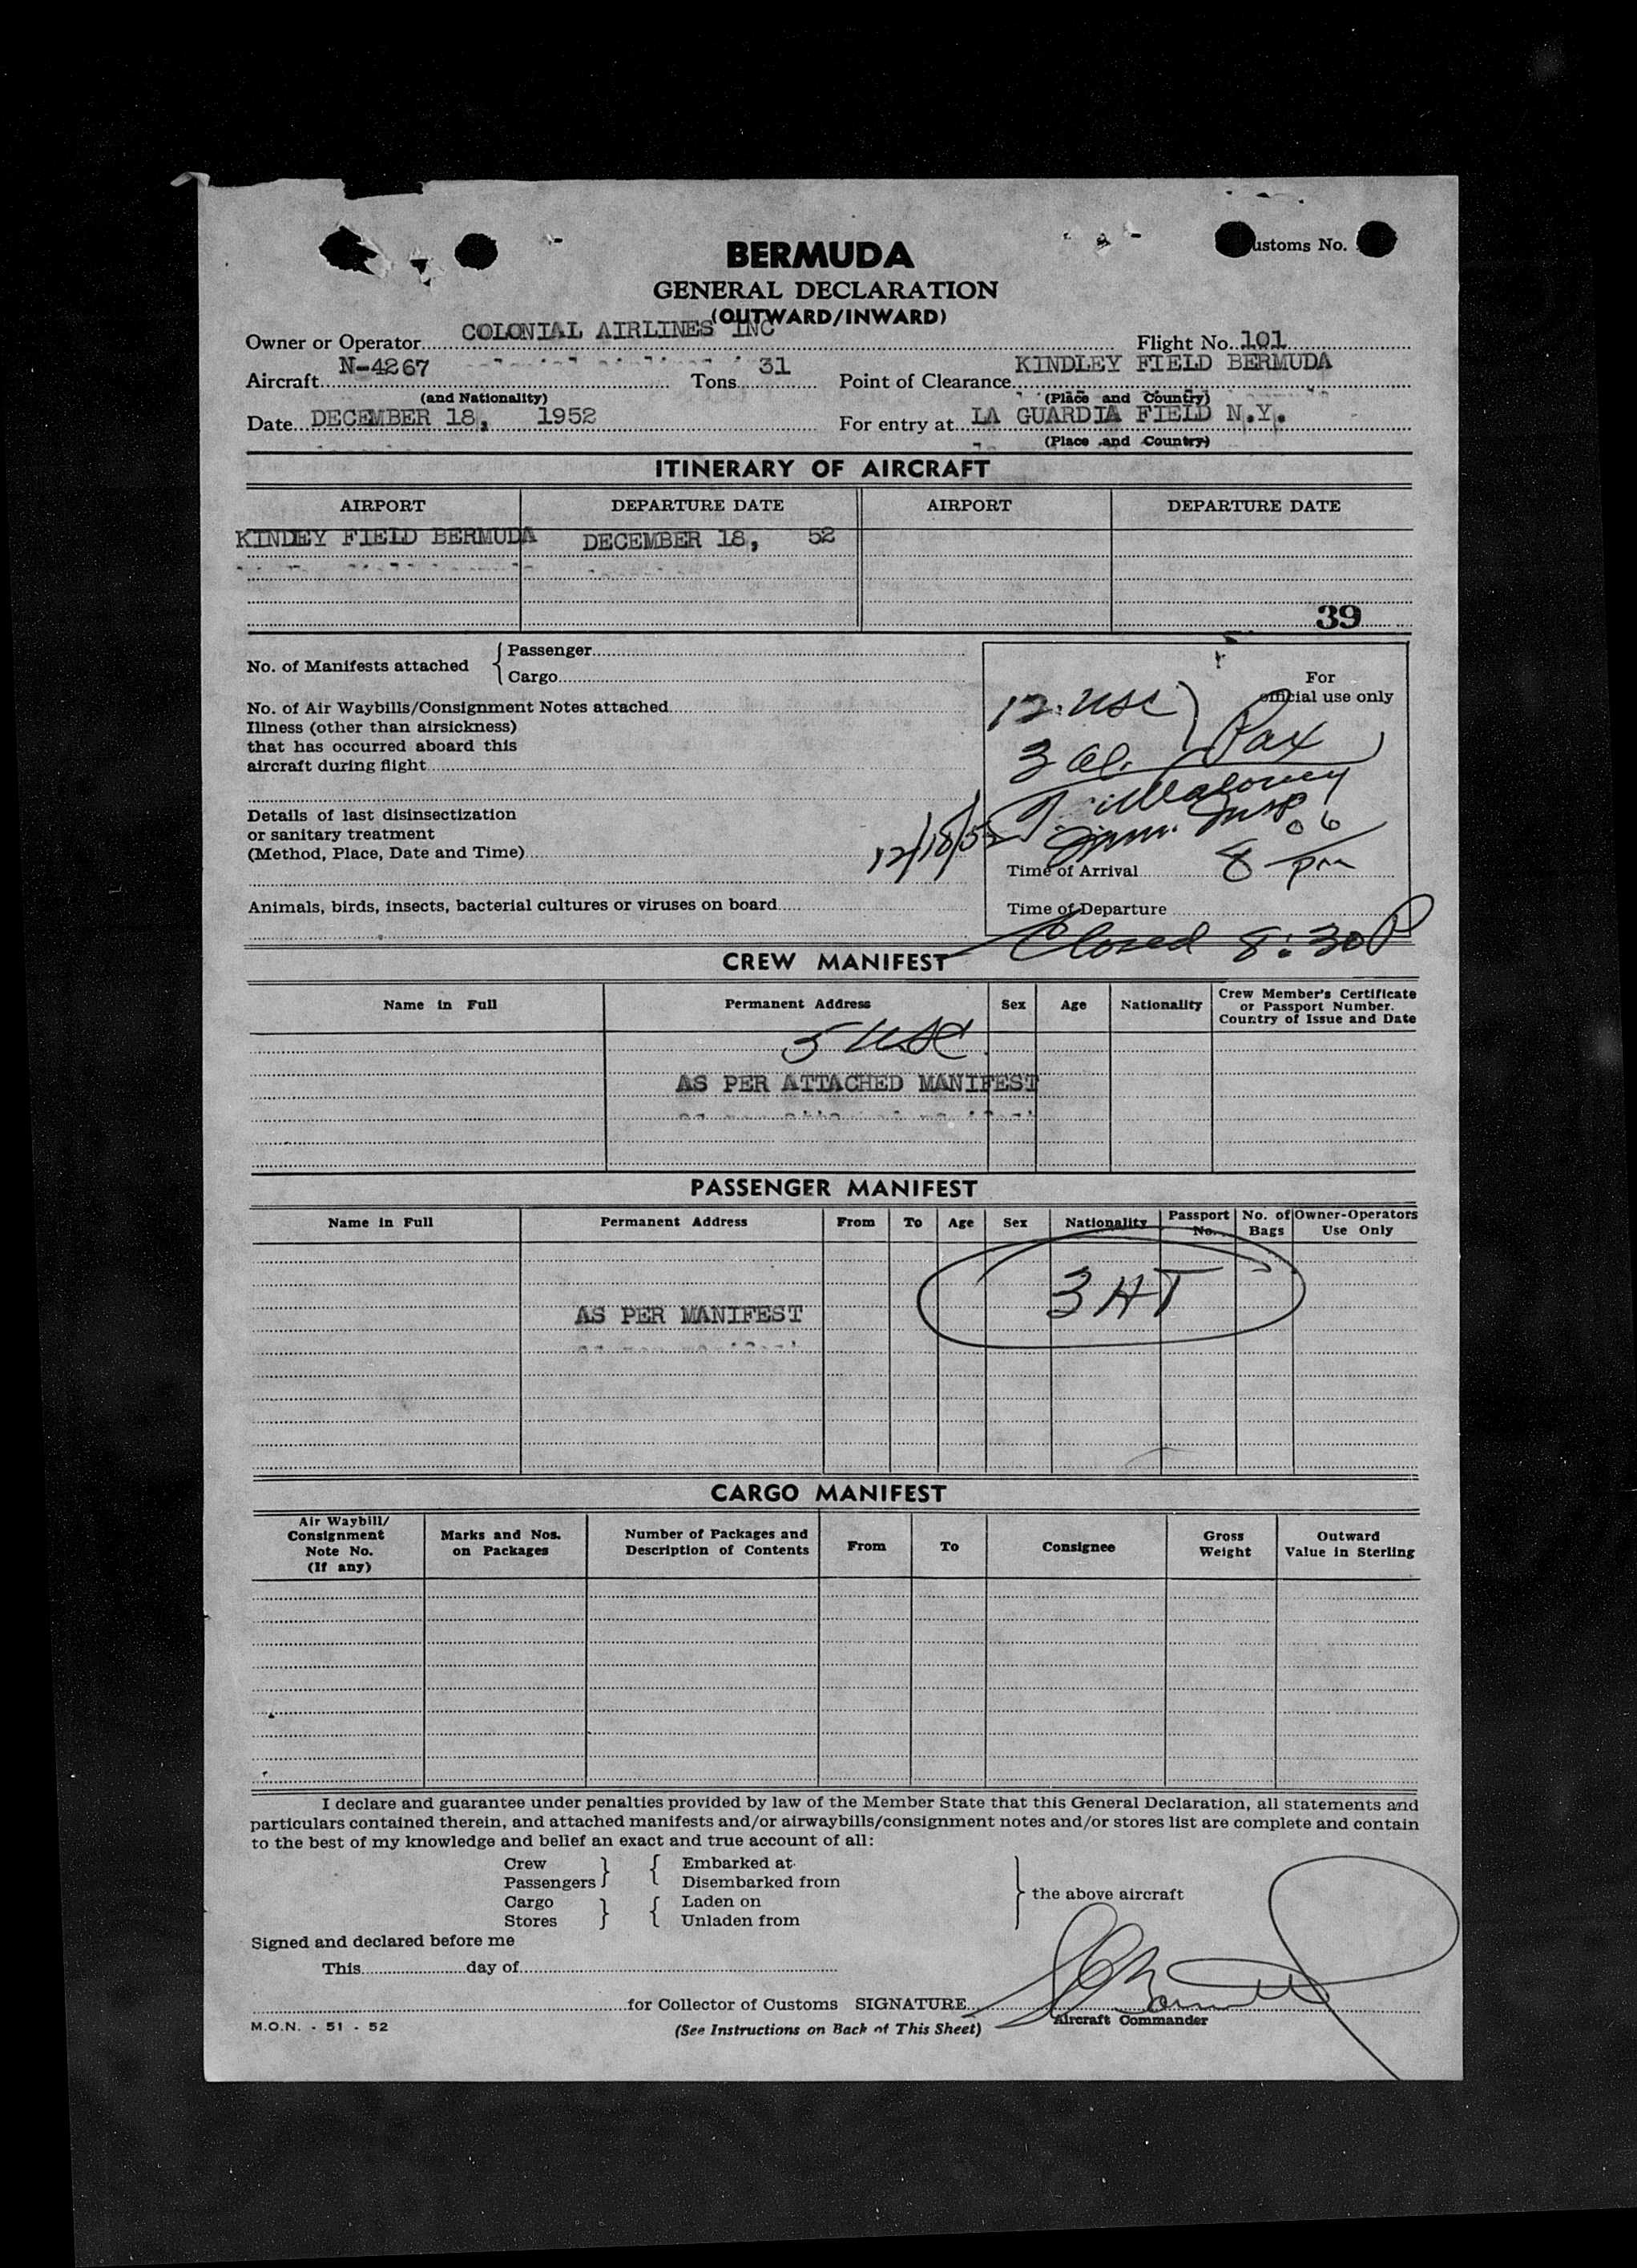 BERMUDA
ustoms No.
GENERAL DECLARATION
(OUTWARD/INWARD)
Owner or Operator COLONIAL AIRLINES INC Flight No. 101
Aircraft N-4267 Tons 31 Point of Clearance KINDLEY FIELD BERMUDA
(and Nationality) (Place and Country)
Date DECEMBER 18, 1952 For entry at LA GUARDIA FIELD N.Y.
(Place and Country)
ITINERARY OF AIRCRAFT
AIRPORT DEPARTURE DATE AIRPORT DEPARTURE DATE
KINDEY FIELD BERMUDA DECEMBER 18, 52
39
No. of Manifests attached { Passenger
Cargo
For
official use only
No. of Air Waybills/Consignment Notes attached
12 USC
Illness (other than airsickness)
that has occurred aboard this
aircraft during flight
3 al. Pax
Maloney
Imm. Insp
Details of last disinsectization
or sanitary treatment
(Method, Place, Date and Time)
12/18/52
Time of Arrival 8 06 pm
Animals, birds, insects, bacterial cultures or viruses on board
Time of Departure
Closed 8:30P
CREW MANIFEST
Name in Full Permanent Address Sex Age Nationality Crew Member's Certificate
or Passport Number.
Country of Issue and Date
5 USC
AS PER ATTACHED MANIFEST
PASSENGER MANIFEST
Name in Full Permanent Address From To Age Sex Nationality Passport No. No. of Bags Owner-Operators Use Only
3 HT
AS PER MANIFEST
CARGO MANIFEST
Air Waybill/ Consignment Note No. (If any) Marks and Nos. on Packages Number of Packages and Description of Contents From To Consignee Gross Weight Outward Value in Sterling
I declare and guarantee under penalties provided by law of the Member State that this General Declaration, all statements and
particulars contained therein, and attached manifests and/or airwaybills/consignment notes and/or stores list are complete and contain
to the best of my knowledge and belief an exact and true account of all:
Crew } { Embarked at
Passengers Disembarked from
the above aircraft
Cargo } { Laden on
Stores Unladen from
Signed and declared before me
This day of
for Collector of Customs SIGNATURE
Aircraft Commander
M.O.N. - 51 - 52
(See Instructions on Back of This Sheet)